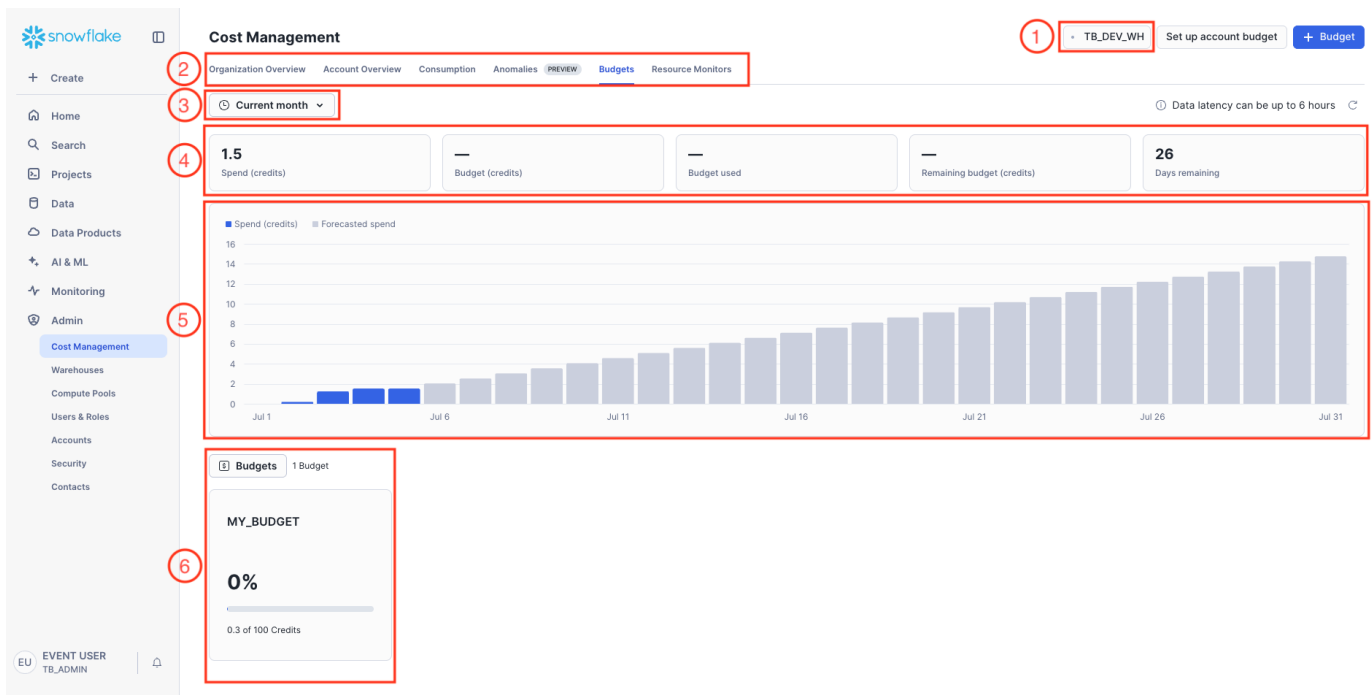 snowflake
Create
Home
Search
Projects
Data
Data Products
AI & ML
Monitoring
Admin
Cost Management
Warehouses
Compute Pools
Users & Roles
Accounts
Security
Contacts
EU
EVENT USER
TB_ADMIN
Cost Management
1
TB_DEV_WH
Set up account budget
+ Budget
2
Organization Overview Account Overview Consumption Anomalies PREVIEW Budgets Resource Monitors
3
Current month
Data latency can be up to 6 hours
4
1.5
Spend (credits)
—
Budget (credits)
—
Budget used
—
Remaining budget (credits)
26
Days remaining
5
Spend (credits) Forecasted spend
16
14
12
10
8
6
4
2
0
Jul 1 Jul 6 Jul 11 Jul 16 Jul 21 Jul 26 Jul 31
6
Budgets 1 Budget
MY_BUDGET
0%
0.3 of 100 Credits